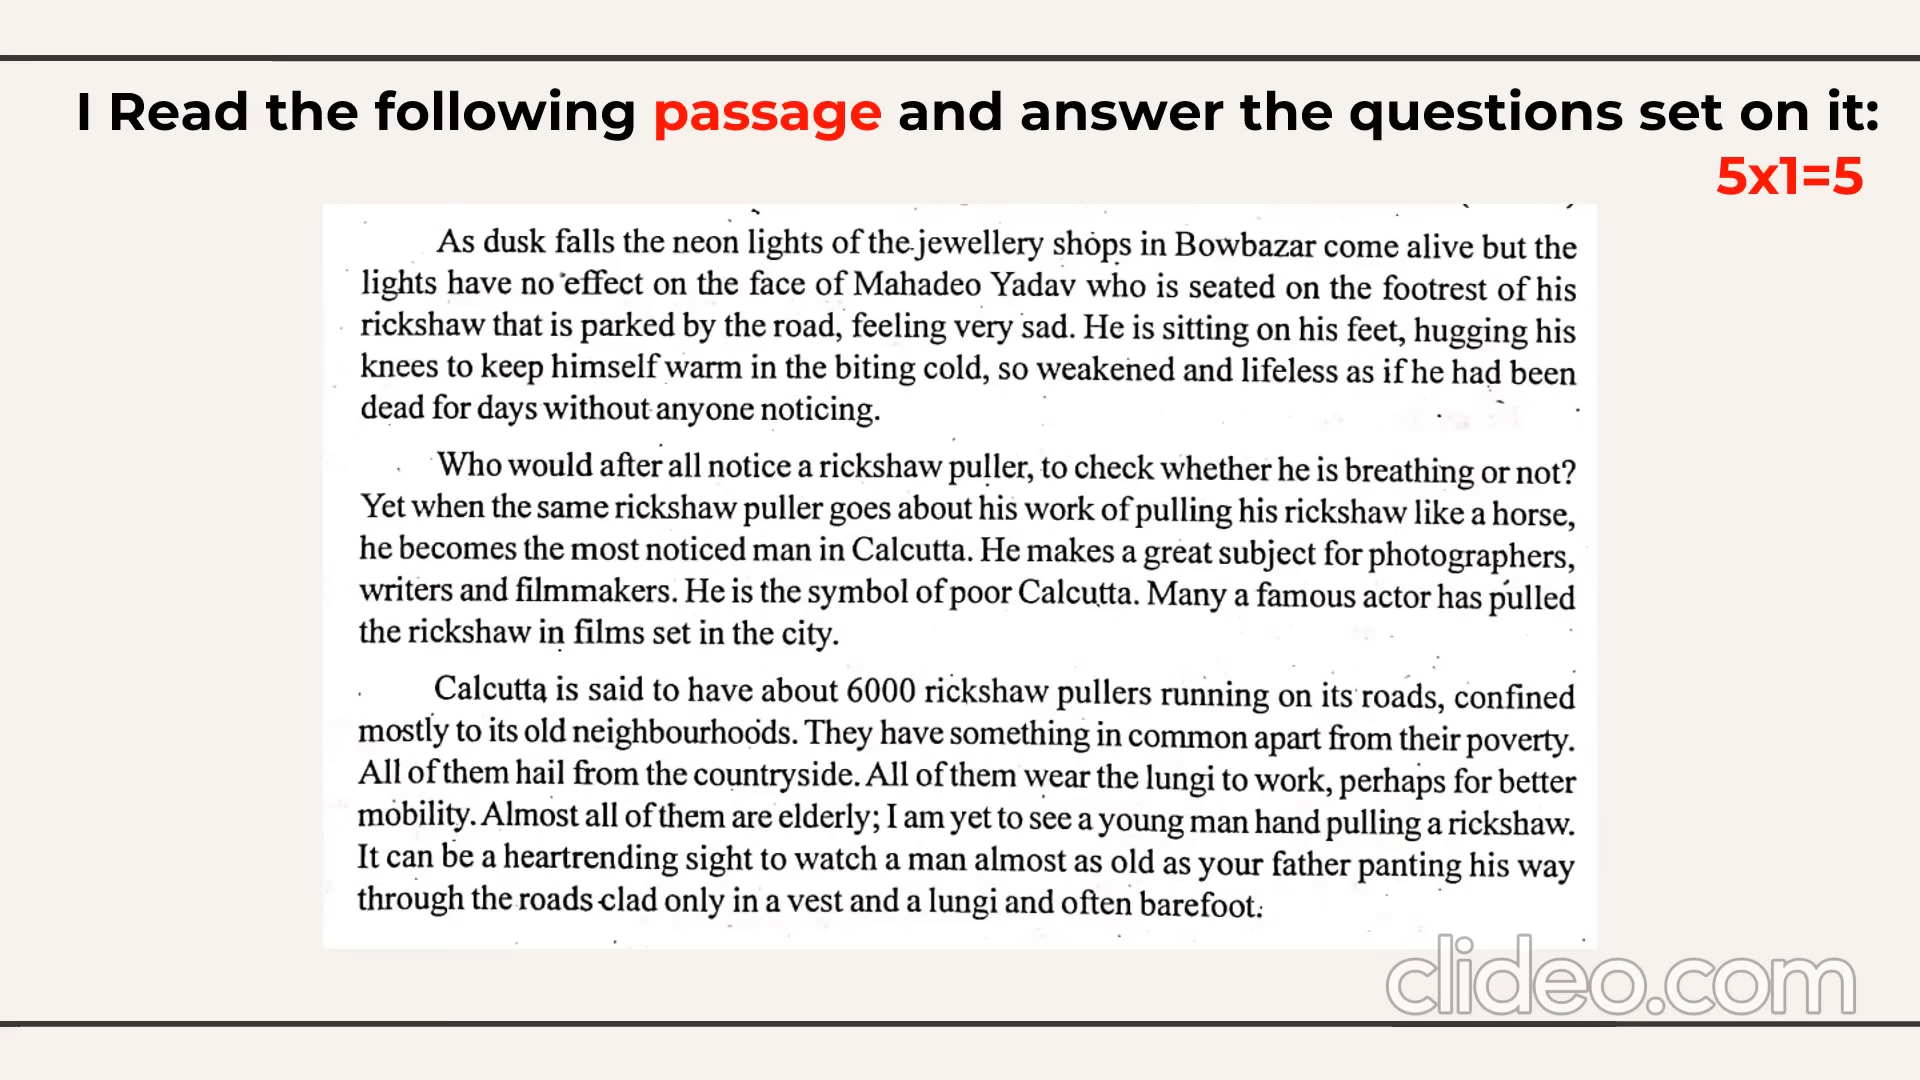 I Read the following passage and answer the questions set on it:
5x1=5
As dusk falls the neon lights of the jewellery shops in Bowbazar come alive but the
lights have no effect on the face of Mahadeo Yadav who is seated on the footrest of his
rickshaw that is parked by the road, feeling very sad. He is sitting on his feet, hugging his
knees to keep himself warm in the biting cold, so weakened and lifeless as if he had been
dead for days without anyone noticing.
Who would after all notice a rickshaw puller, to check whether he is breathing or not?
Yet when the same rickshaw puller goes about his work of pulling his rickshaw like a horse,
he becomes the most noticed man in Calcutta. He makes a great subject for photographers,
writers and filmmakers. He is the symbol of poor Calcutta. Many a famous actor has pulled
the rickshaw in films set in the city.
Calcutta is said to have about 6000 rickshaw pullers running on its roads, confined
mostly to its old neighbourhoods. They have something in common apart from their poverty.
All of them hail from the countryside. All of them wear the lungi to work, perhaps for better
mobility. Almost all of them are elderly; I am yet to see a young man hand pulling a rickshaw.
It can be a heartrending sight to watch a man almost as old as your father panting his way
through the roads clad only in a vest and a lungi and often barefoot.
clideo.com